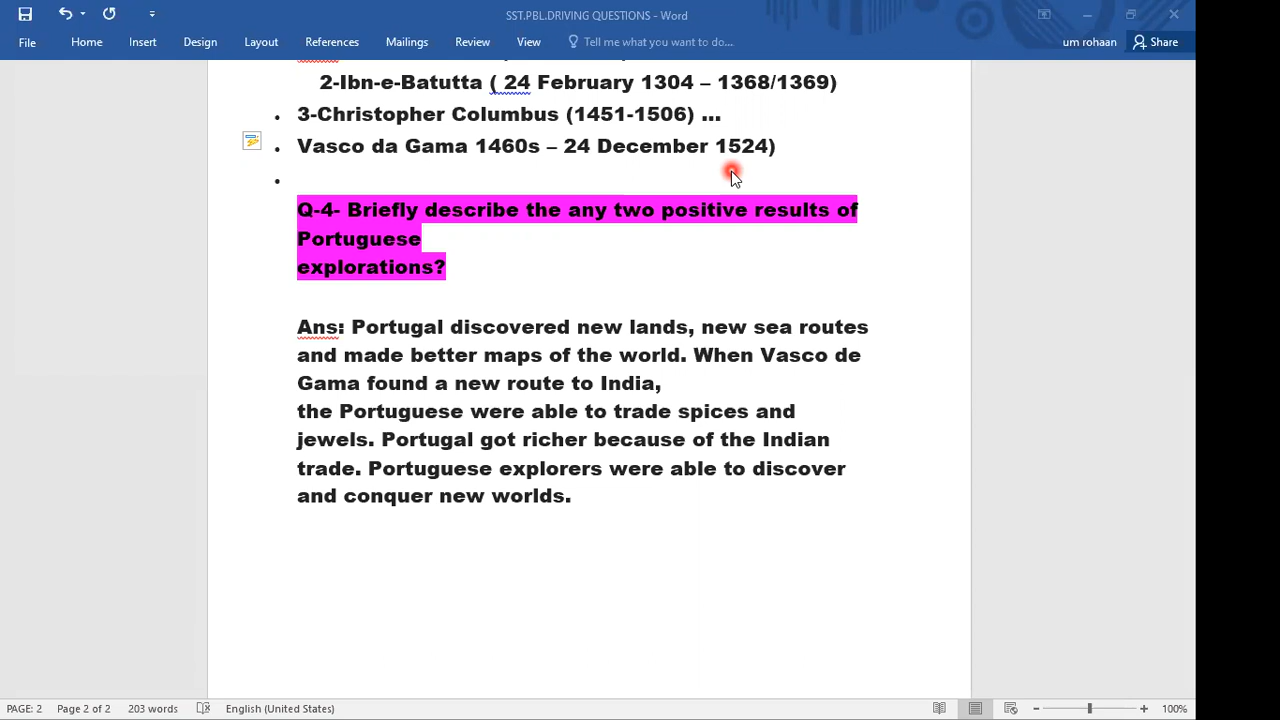 SST.PBL.DRIVING QUESTIONS - Word
File Home Insert Design Layout References Mailings Review View Tell me what you want to do... um rohaan Share
2-Ibn-e-Batutta ( 24 February 1304 – 1368/1369)
• 3-Christopher Columbus (1451-1506) ...
• Vasco da Gama 1460s – 24 December 1524)
•
Q-4- Briefly describe the any two positive results of
Portuguese
explorations?
Ans: Portugal discovered new lands, new sea routes
and made better maps of the world. When Vasco de
Gama found a new route to India,
the Portuguese were able to trade spices and
jewels. Portugal got richer because of the Indian
trade. Portuguese explorers were able to discover
and conquer new worlds.
PAGE: 2 Page 2 of 2 203 words English (United States) 100%